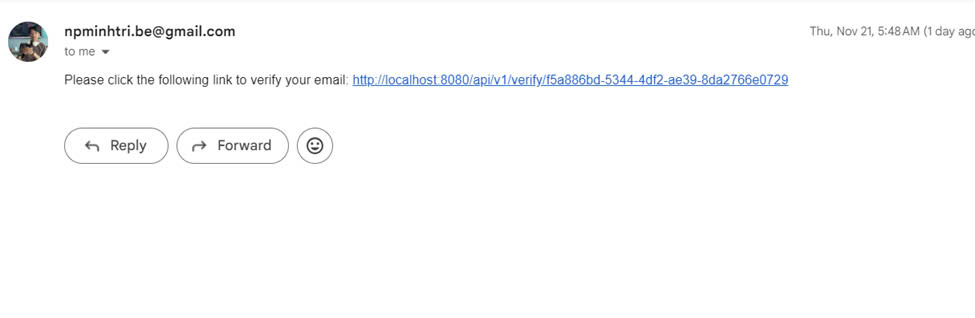 npminhtri.be@gmail.com
Thu, Nov 21, 5:48 AM (1 day ago
to me
Please click the following link to verify your email: http://localhost:8080/api/v1/verify/f5a886bd-5344-4df2-ae39-8da2766e0729
Reply
Forward